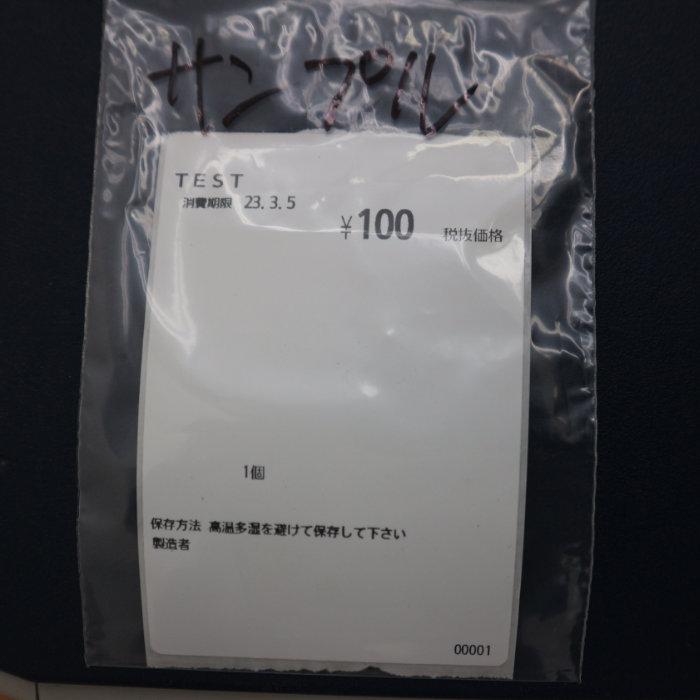 サンプル
TEST
消費期限 23.3.5
¥100 税抜価格
1個
保存方法 高温多湿を避けて保存して下さい
製造者
00001